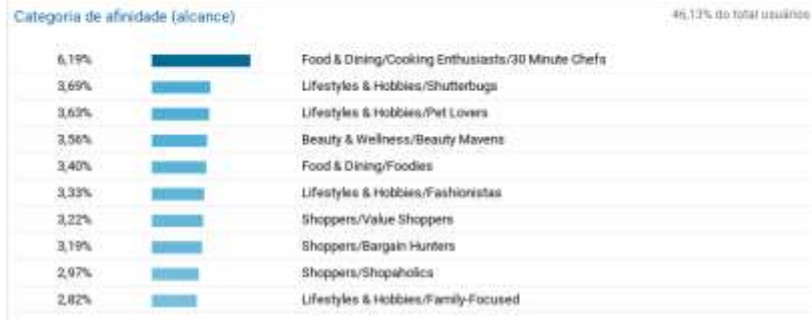 Categoria de afinidade (alcance) 46,13% do total usuários
6,19% Food & Dining/Cooking Enthusiasts/30 Minute Chefs
3,69% Lifestyles & Hobbies/Shutterbugs
3,63% Lifestyles & Hobbies/Pet Lovers
3,56% Beauty & Wellness/Beauty Mavens
3,40% Food & Dining/Foodies
3,33% Lifestyles & Hobbies/Fashionistas
3,22% Shoppers/Value Shoppers
3,19% Shoppers/Bargain Hunters
2,97% Shoppers/Shopaholics
2,82% Lifestyles & Hobbies/Family-Focused